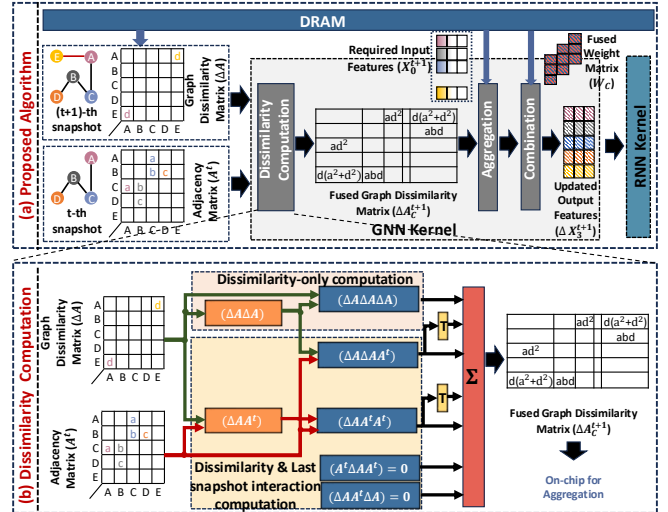 DRAM
(a) Proposed Algorithm
E
A
B
D
C
(t+1)-th
snapshot
A
B
C
D
E
d
d
A B C D E
Graph
Dissimilarity
Matrix (ΔA)
Required Input
Features (X₀ᵗ⁺¹)
Fused
Weight
Matrix
(W_C)
A
B
D
C
t-th
snapshot
A
B
C
D
E
a
b c
a b
c
A B C D E
Adjacency
Matrix (Aᵗ)
Dissimilarity
Computation
ad² d(a²+d²)
abd
ad²
d(a²+d²) abd
Fused Graph Dissimilarity
Matrix (ΔA_C^{t+1})
GNN Kernel
Aggregation
Combination
Updated
Output
Features
(Δ X₃ᵗ⁺¹)
RNN Kernel
(b) Dissimilarity Computation
Graph
Dissimilarity
Matrix (ΔA)
A
B
C
D
E
d
d
A B C D E
Adjacency
Matrix (Aᵗ)
A
B
C
D
E
a
b c
a b
c
A B C D E
Dissimilarity-only computation
(ΔAΔA)
(ΔAΔAΔA)
T
(ΔAΔAAᵗ)
(ΔAAᵗ)
(ΔAAᵗAᵗ)
T
Dissimilarity & Last
snapshot interaction
computation
(AᵗΔAAᵗ) = 0
(ΔAAᵗΔA) = 0
Σ
ad² d(a²+d²)
abd
ad²
d(a²+d²) abd
Fused Graph Dissimilarity
Matrix (ΔA_C^{t+1})
On-chip for
Aggregation